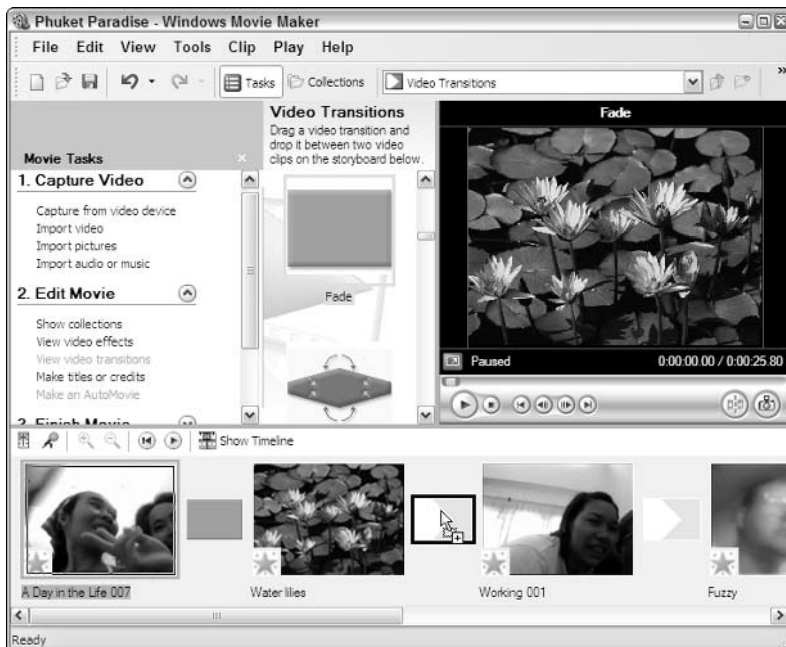 Phuket Paradise - Windows Movie Maker
File Edit View Tools Clip Play Help
Tasks Collections Video Transitions »
Movie Tasks ×
1. Capture Video
Capture from video device
Import video
Import pictures
Import audio or music
2. Edit Movie
Show collections
View video effects
View video transitions
Make titles or credits
Make an AutoMovie
3. Finish Movie
Video Transitions
Drag a video transition and
drop it between two video
clips on the storyboard below.
Fade
Fade
Paused 0:00:00.00 / 0:00:25.80
Show Timeline
A Day in the Life 007 Water lilies Working 001 Fuzzy
Ready